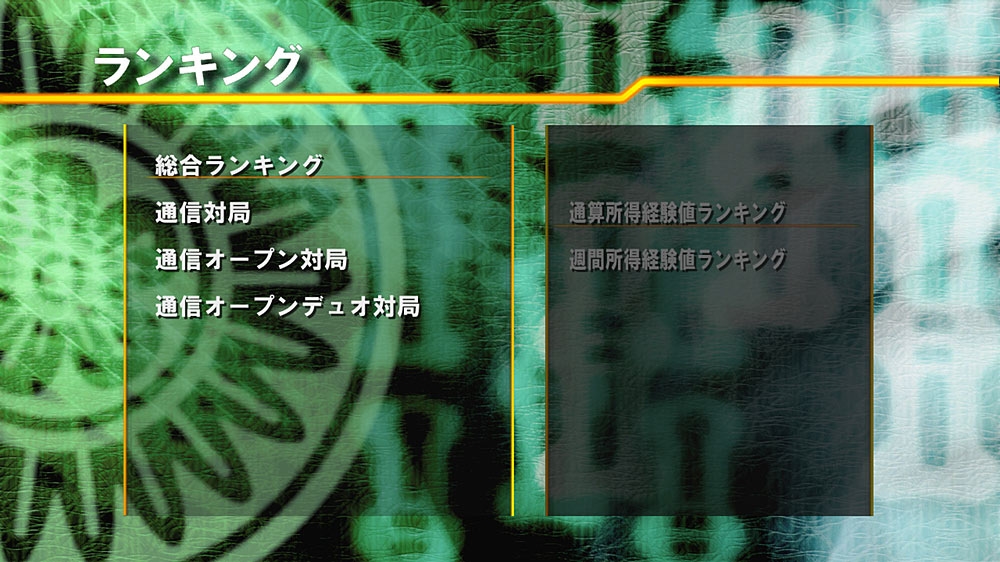 ランキング
総合ランキング
通信対局
通信オープン対局
通信オープンデュオ対局
通算所得経験値ランキング
週間所得経験値ランキング